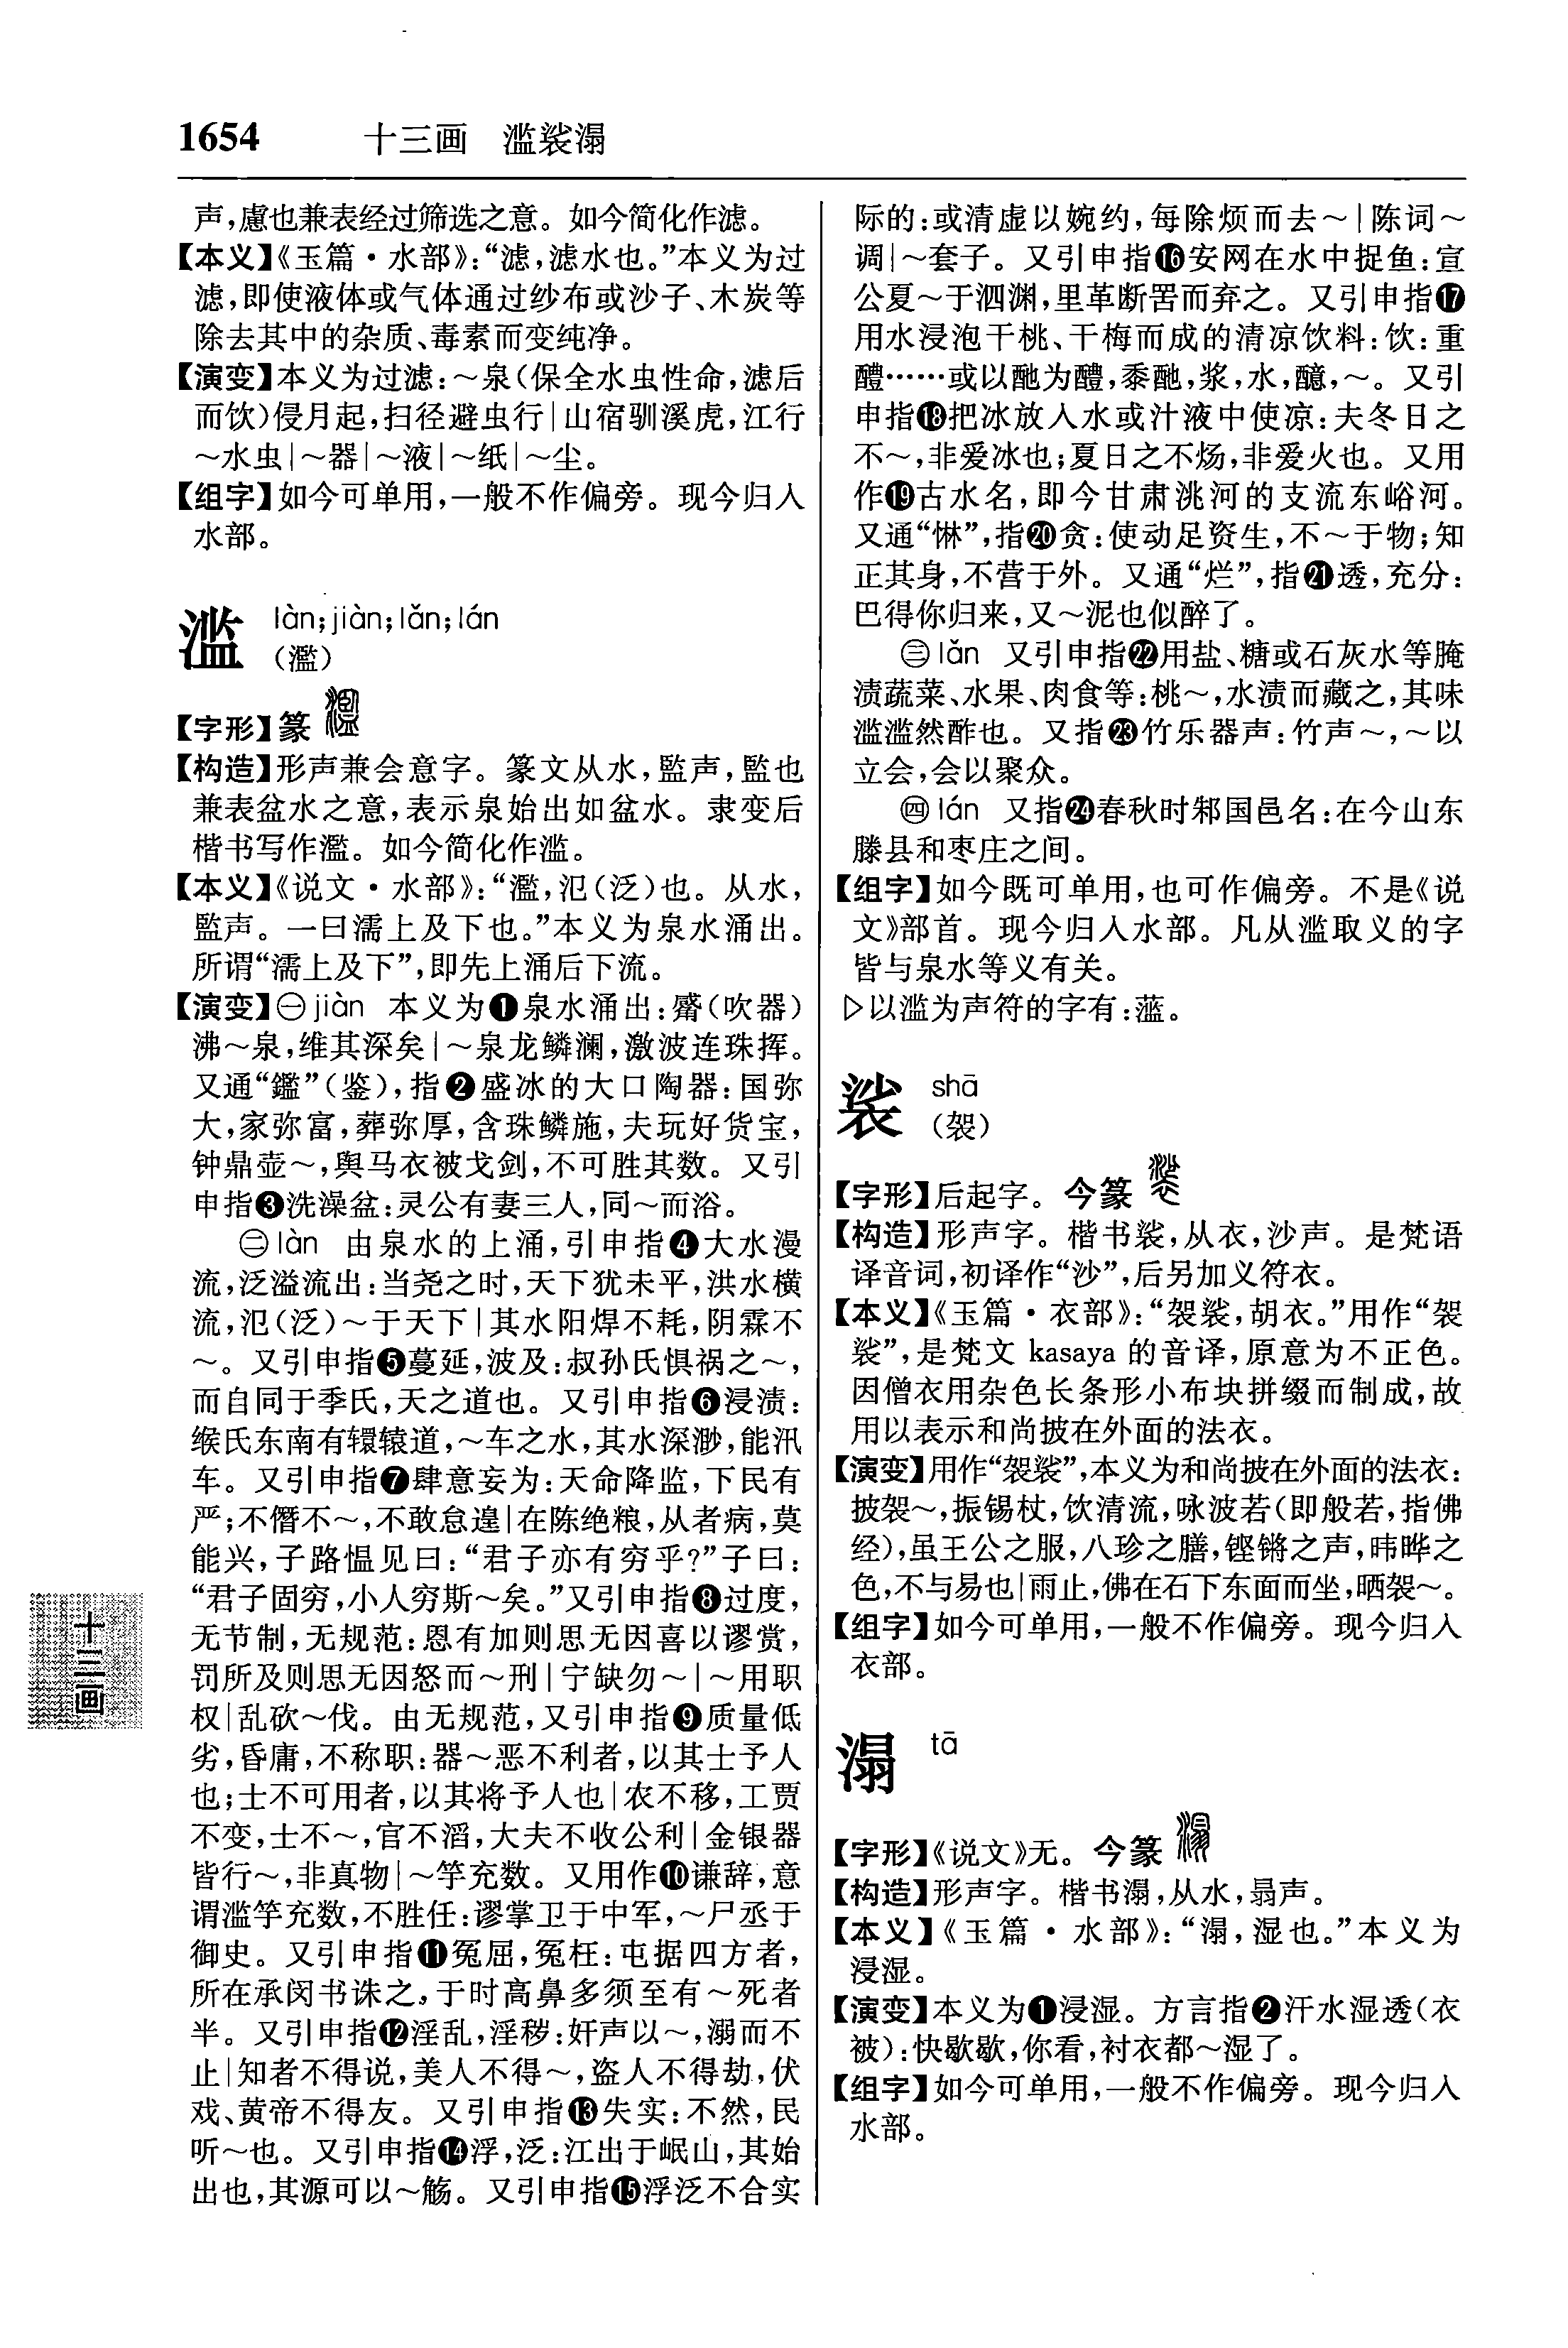 1654 十三画 滥裟溻
声,慮也兼表经过筛选之意。如今简化作滤。
【本义】《玉篇·水部》:“滤,滤水也。”本义为过
滤,即使液体或气体通过纱布或沙子、木炭等
除去其中的杂质、毒素而变纯净。
【演变】本义为过滤:～泉(保全水虫性命,滤后
而饮)侵月起,扫径避虫行|山宿驯溪虎,江行
～水虫|～器|～液|～纸|～尘。
【组字】如今可单用,一般不作偏旁。现今归入
水部。
滥 làn;jiàn;lǎn;lán
(濫)
【字形】篆
【构造】形声兼会意字。篆文从水,監声,監也
兼表盆水之意,表示泉始出如盆水。隶变后
楷书写作濫。如今简化作滥。
【本义】《说文·水部》:“濫,氾(泛)也。从水,
監声。一曰濡上及下也。”本义为泉水涌出。
所谓“濡上及下”,即先上涌后下流。
【演变】㊀jiàn 本义为❶泉水涌出:觱(吹器)
沸～泉,维其深矣|～泉龙鳞澜,激波连珠挥。
又通“鑑”(鉴),指❷盛冰的大口陶器:国弥
大,家弥富,葬弥厚,含珠鳞施,夫玩好货宝,
钟鼎壶～,舆马衣被戈剑,不可胜其数。又引
申指❸洗澡盆:灵公有妻三人,同～而浴。
㊁làn 由泉水的上涌,引申指❹大水漫
流,泛溢流出:当尧之时,天下犹未平,洪水横
流,氾(泛)～于天下|其水阳焊不耗,阴霖不
～。又引申指❺蔓延,波及:叔孙氏惧祸之～,
而自同于季氏,天之道也。又引申指❻浸渍:
缑氏东南有轘辕道,～车之水,其水深渺,能汛
车。又引申指❼肆意妄为:天命降监,下民有
严;不僭不～,不敢怠遑|在陈绝粮,从者病,莫
能兴,子路愠见曰:“君子亦有穷乎?”子曰:
“君子固穷,小人穷斯～矣。”又引申指❽过度,
无节制,无规范:恩有加则思无因喜以谬赏,
罚所及则思无因怒而～刑|宁缺勿～|～用职
权|乱砍～伐。由无规范,又引申指❾质量低
劣,昏庸,不称职:器～恶不利者,以其士予人
也;士不可用者,以其将予人也|农不移,工贾
不变,士不～,官不滔,大夫不收公利|金银器
皆行～,非真物|～竽充数。又用作❿谦辞,意
谓滥竽充数,不胜任:谬掌卫于中军,～尸丞于
御史。又引申指⓫冤屈,冤枉:屯据四方者,
所在承闵书诛之,于时高鼻多须至有～死者
半。又引申指⓬淫乱,淫秽:奸声以～,溺而不
止|知者不得说,美人不得～,盗人不得劫,伏
戏、黄帝不得友。又引申指⓭失实:不然,民
听～也。又引申指⓮浮,泛:江出于岷山,其始
出也,其源可以～觞。又引申指⓯浮泛不合实
际的:或清虚以婉约,每除烦而去～|陈词～
调|～套子。又引申指⓰安网在水中捉鱼:宣
公夏～于泗渊,里革断罟而弃之。又引申指⓱
用水浸泡干桃、干梅而成的清凉饮料:饮:重
醴……或以酏为醴,黍酏,浆,水,醷,～。又引
申指⓲把冰放入水或汁液中使凉:夫冬日之
不～,非爱冰也;夏日之不炀,非爱火也。又用
作⓳古水名,即今甘肃洮河的支流东峪河。
又通“惏”,指⓴贪:使动足资生,不～于物;知
正其身,不营于外。又通“烂”,指㉑透,充分:
巴得你归来,又～泥也似醉了。
㊂lǎn 又引申指㉒用盐、糖或石灰水等腌
渍蔬菜、水果、肉食等:桃～,水渍而藏之,其味
滥滥然酢也。又指㉓竹乐器声:竹声～,～以
立会,会以聚众。
㊃lán 又指㉔春秋时邾国邑名:在今山东
滕县和枣庄之间。
【组字】如今既可单用,也可作偏旁。不是《说
文》部首。现今归入水部。凡从滥取义的字
皆与泉水等义有关。
▷以滥为声符的字有:蘫。
裟 shā
(袈)
【字形】后起字。今篆
【构造】形声字。楷书裟,从衣,沙声。是梵语
译音词,初译作“沙”,后另加义符衣。
【本义】《玉篇·衣部》:“袈裟,胡衣。”用作“袈
裟”,是梵文 kasaya 的音译,原意为不正色。
因僧衣用杂色长条形小布块拼缀而制成,故
用以表示和尚披在外面的法衣。
【演变】用作“袈裟”,本义为和尚披在外面的法衣:
披袈～,振锡杖,饮清流,咏波若(即般若,指佛
经),虽王公之服,八珍之膳,铿锵之声,㬙晔之
色,不与易也|雨止,佛在石下东面而坐,晒袈～。
【组字】如今可单用,一般不作偏旁。现今归入
衣部。
溻 tā
【字形】《说文》无。今篆
【构造】形声字。楷书溻,从水,昜声。
【本义】《玉篇·水部》:“溻,湿也。”本义为
浸湿。
【演变】本义为❶浸湿。方言指❷汗水湿透(衣
被):快歇歇,你看,衬衣都～湿了。
【组字】如今可单用,一般不作偏旁。现今归入
水部。
十三画